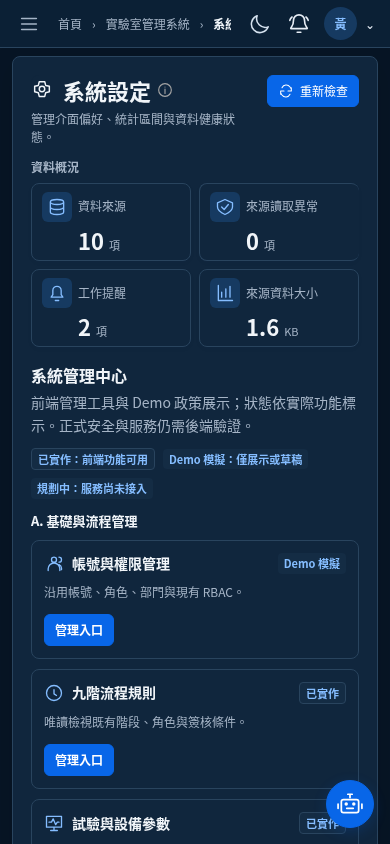 首頁 › 實驗室管理系統 › 黃
系統設定
重新檢查
管理介面偏好、統計區間與資料健康狀
態。
資料概況
資料來源
10 項
來源讀取異常
0 項
工作提醒
2 項
來源資料大小
1.6 KB
系統管理中心
前端管理工具與 Demo 政策展示；狀態依實際功能標
示。正式安全與服務仍需後端驗證。
已實作：前端功能可用 Demo 模擬：僅展示或草稿
規劃中：服務尚未接入
A. 基礎與流程管理
帳號與權限管理 Demo 模擬
沿用帳號、角色、部門與現有 RBAC。
管理入口
九階流程規則 已實作
唯讀檢視既有階段、角色與簽核條件。
管理入口
試驗與設備參數 已實作